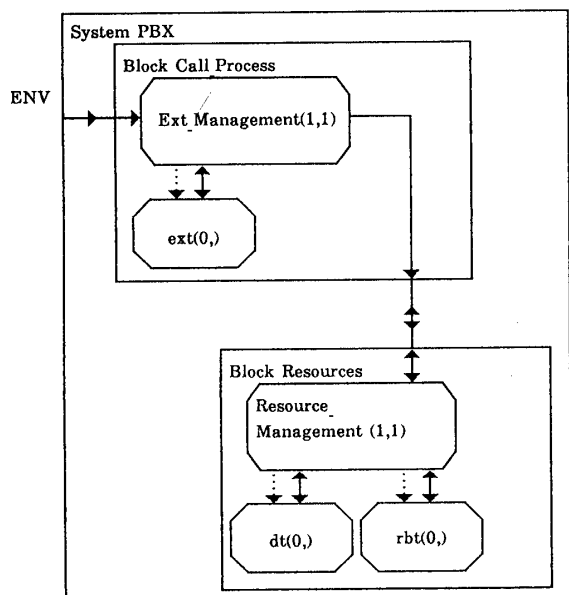 System PBX
Block Call Process
ENV
Ext_Management(1,1)
ext(0,)
Block Resources
Resource_
Management (1,1)
dt(0,)
rbt(0,)